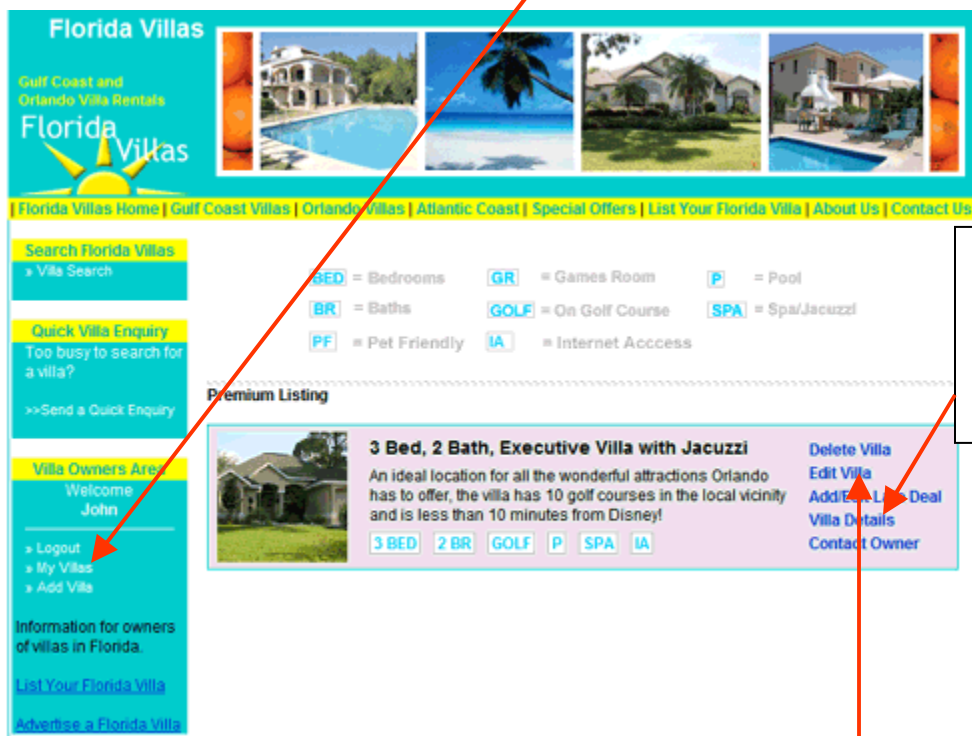 Florida Villas
Gulf Coast and
Orlando Villa Rentals
Florida
Villas
| Florida Villas Home | Gulf Coast Villas | Orlando Villas | Atlantic Coast | Special Offers | List Your Florida Villa | About Us | Contact Us
Search Florida Villas
» Villa Search
Quick Villa Enquiry
Too busy to search for
a villa?
>>Send a Quick Enquiry
Villa Owners Area
Welcome
John
» Logout
» My Villas
» Add Villa
Information for owners
of villas in Florida.
List Your Florida Villa
Advertise a Florida Villa
BED = Bedrooms GR = Games Room P = Pool
BR = Baths GOLF = On Golf Course SPA = Spa/Jacuzzi
PF = Pet Friendly IA = Internet Acccess
Premium Listing
3 Bed, 2 Bath, Executive Villa with Jacuzzi
An ideal location for all the wonderful attractions Orlando
has to offer, the villa has 10 golf courses in the local vicinity
and is less than 10 minutes from Disney!
3 BED 2 BR GOLF P SPA IA
Delete Villa
Edit Villa
Add/Edit Late Deal
Villa Details
Contact Owner